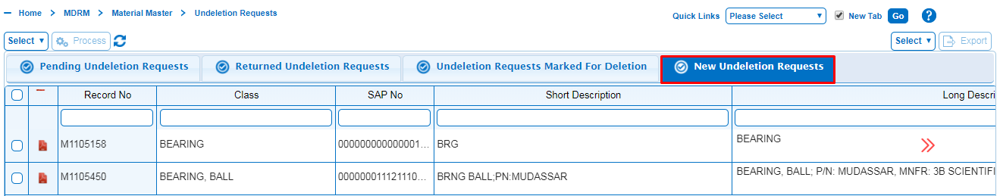 Home > MDRM > Material Master > Undeletion Requests
Quick Links Please Select New Tab Go ?
Select Process Select Export
Pending Undeletion Requests Returned Undeletion Requests Undeletion Requests Marked For Deletion New Undeletion Requests
Record No Class SAP No Short Description Long Descri
M1105158 BEARING 000000000000001... BRG BEARING
M1105450 BEARING, BALL 000000011121110... BRNG BALL;PN:MUDASSAR BEARING, BALL; P/N: MUDASSAR, MNFR: 3B SCIENTIFI